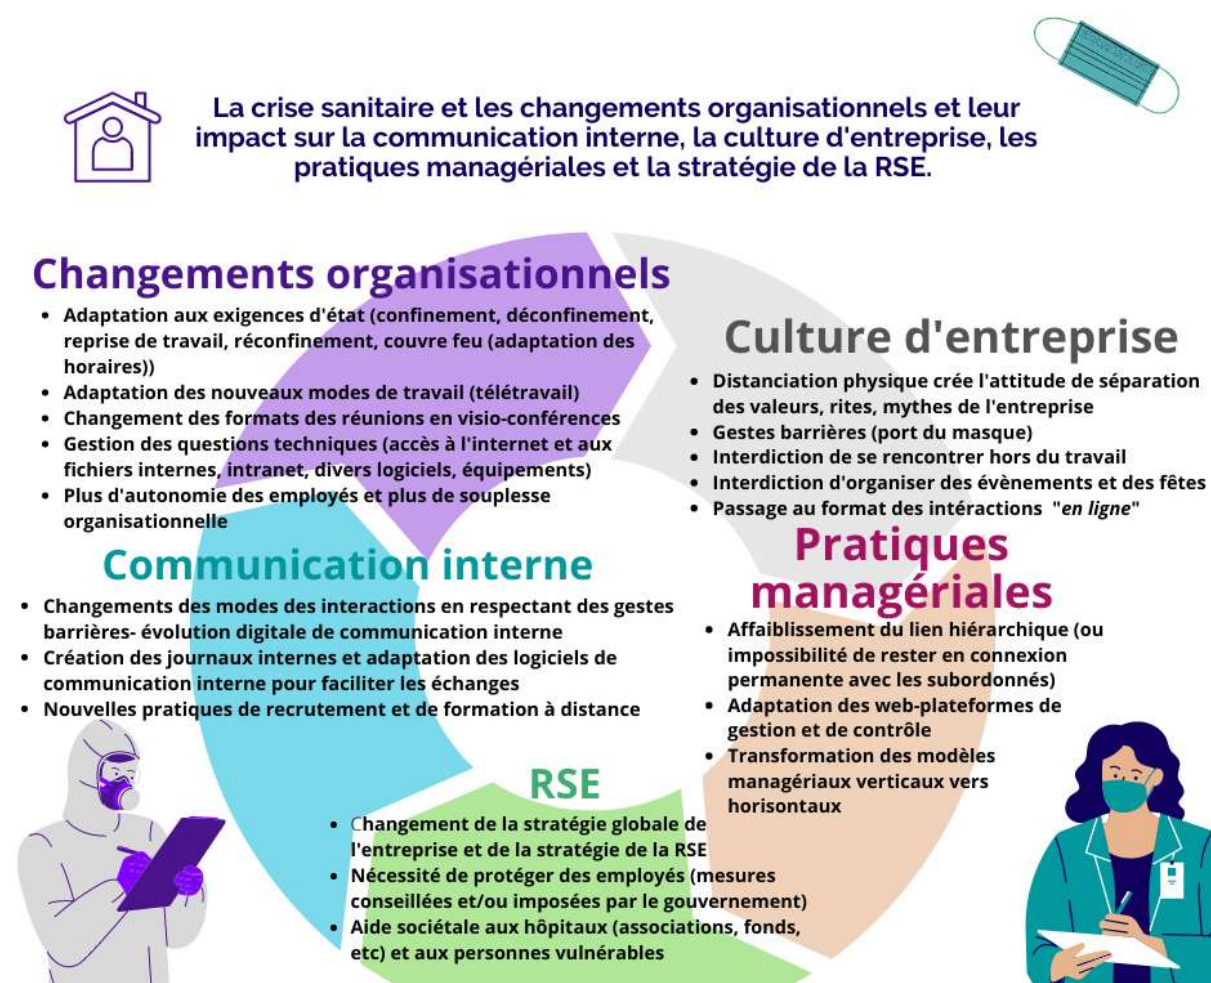 La crise sanitaire et les changements organisationnels et leur
impact sur la communication interne, la culture d'entreprise, les
pratiques managériales et la stratégie de la RSE.
Changements organisationnels
• Adaptation aux exigences d'état (confinement, déconfinement,
reprise de travail, réconfinement, couvre feu (adaptation des
horaires))
• Adaptation des nouveaux modes de travail (télétravail)
• Changement des formats des réunions en visio-conférences
• Gestion des questions techniques (accès à l'internet et aux
fichiers internes, intranet, divers logiciels, équipements)
• Plus d'autonomie des employés et plus de souplesse
organisationnelle
Culture d'entreprise
• Distanciation physique crée l'attitude de séparation
des valeurs, rites, mythes de l'entreprise
• Gestes barrières (port du masque)
• Interdiction de se rencontrer hors du travail
• Interdiction d'organiser des évènements et des fêtes
• Passage au format des intéractions "en ligne"
Communication interne
• Changements des modes des interactions en respectant des gestes
barrières- évolution digitale de communication interne
• Création des journaux internes et adaptation des logiciels de
communication interne pour faciliter les échanges
• Nouvelles pratiques de recrutement et de formation à distance
Pratiques
managériales
• Affaiblissement du lien hiérarchique (ou
impossibilité de rester en connexion
permanente avec les subordonnés)
• Adaptation des web-plateformes de
gestion et de contrôle
• Transformation des modèles
managériaux verticaux vers
horisontaux
RSE
• Changement de la stratégie globale de
l'entreprise et de la stratégie de la RSE
• Nécessité de protéger des employés (mesures
conseillées et/ou imposées par le gouvernement)
• Aide sociétale aux hôpitaux (associations, fonds,
etc) et aux personnes vulnérables